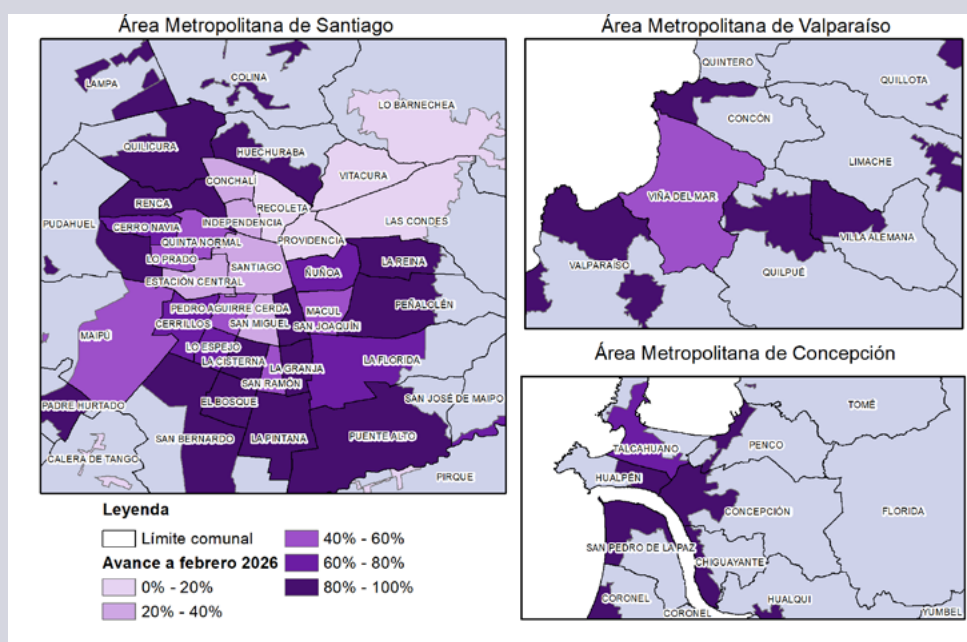 Área Metropolitana de Santiago
LAMPA
COLINA
LO BARNECHEA
QUILICURA
HUECHURABA
CONCHALÍ
VITACURA
RENCA
RECOLETA
PUDAHUEL
CERRO NAVIA
INDEPENDENCIA
LAS CONDES
QUINTA NORMAL
PROVIDENCIA
LO PRADO
SANTIAGO
ÑUÑOA
LA REINA
ESTACIÓN CENTRAL
PEÑALOLÉN
PEDRO AGUIRRE CERDA
MACUL
CERRILLOS
SAN MIGUEL
SAN JOAQUÍN
MAIPÚ
LO ESPEJO
LA CISTERNA
LA GRANJA
LA FLORIDA
SAN RAMÓN
PADRE HURTADO
EL BOSQUE
SAN JOSÉ DE MAIPO
SAN BERNARDO
LA PINTANA
PUENTE ALTO
CALERA DE TANGO
PIRQUE
Leyenda
Límite comunal
Avance a febrero 2026
0% - 20%
20% - 40%
40% - 60%
60% - 80%
80% - 100%
Área Metropolitana de Valparaíso
QUINTERO
QUILLOTA
CONCÓN
LIMACHE
VIÑA DEL MAR
VILLA ALEMANA
VALPARAÍSO
QUILPUÉ
Área Metropolitana de Concepción
TOMÉ
TALCAHUANO
PENCO
HUALPÉN
CONCEPCIÓN
FLORIDA
SAN PEDRO DE LA PAZ
CHIGUAYANTE
CORONEL
HUALQUI
CORONEL
YUMBEL